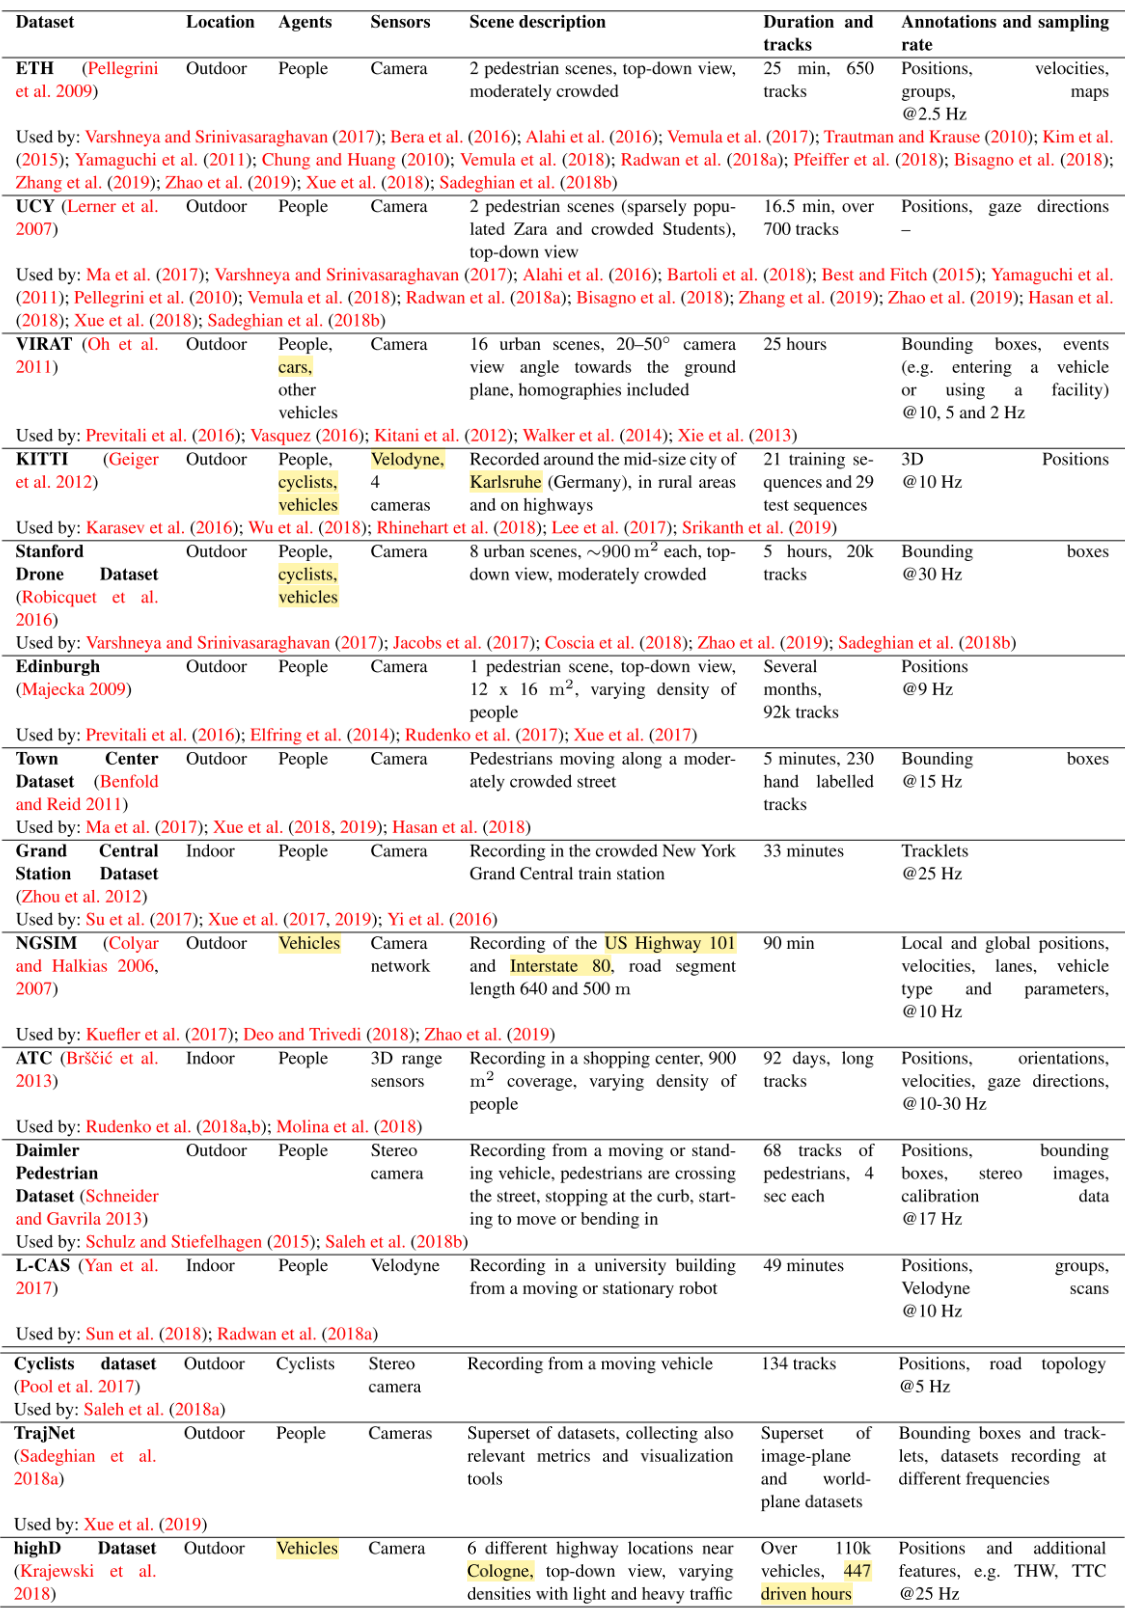 Dataset Location Agents Sensors Scene description Duration and tracks Annotations and sampling rate
ETH (Pellegrini et al. 2009) Outdoor People Camera 2 pedestrian scenes, top-down view, moderately crowded 25 min, 650 tracks Positions, velocities, groups, maps @2.5 Hz
Used by: Varshneya and Srinivasaraghavan (2017); Bera et al. (2016); Alahi et al. (2016); Vemula et al. (2017); Trautman and Krause (2010); Kim et al.
(2015); Yamaguchi et al. (2011); Chung and Huang (2010); Vemula et al. (2018); Radwan et al. (2018a); Pfeiffer et al. (2018); Bisagno et al. (2018);
Zhang et al. (2019); Zhao et al. (2019); Xue et al. (2018); Sadeghian et al. (2018b)
UCY (Lerner et al. 2007) Outdoor People Camera 2 pedestrian scenes (sparsely populated Zara and crowded Students), top-down view 16.5 min, over 700 tracks Positions, gaze directions –
Used by: Ma et al. (2017); Varshneya and Srinivasaraghavan (2017); Alahi et al. (2016); Bartoli et al. (2018); Best and Fitch (2015); Yamaguchi et al.
(2011); Pellegrini et al. (2010); Vemula et al. (2018); Radwan et al. (2018a); Bisagno et al. (2018); Zhang et al. (2019); Zhao et al. (2019); Hasan et al.
(2018); Xue et al. (2018); Sadeghian et al. (2018b)
VIRAT (Oh et al. 2011) Outdoor People, cars, other vehicles Camera 16 urban scenes, 20–50° camera view angle towards the ground plane, homographies included 25 hours Bounding boxes, events (e.g. entering a vehicle or using a facility) @10, 5 and 2 Hz
Used by: Previtali et al. (2016); Vasquez (2016); Kitani et al. (2012); Walker et al. (2014); Xie et al. (2013)
KITTI (Geiger et al. 2012) Outdoor People, cyclists, vehicles Velodyne, 4 cameras Recorded around the mid-size city of Karlsruhe (Germany), in rural areas and on highways 21 training sequences and 29 test sequences 3D Positions @10 Hz
Used by: Karasev et al. (2016); Wu et al. (2018); Rhinehart et al. (2018); Lee et al. (2017); Srikanth et al. (2019)
Stanford Drone Dataset (Robicquet et al. 2016) Outdoor People, cyclists, vehicles Camera 8 urban scenes, ∼900 m² each, top-down view, moderately crowded 5 hours, 20k tracks Bounding boxes @30 Hz
Used by: Varshneya and Srinivasaraghavan (2017); Jacobs et al. (2017); Coscia et al. (2018); Zhao et al. (2019); Sadeghian et al. (2018b)
Edinburgh (Majecka 2009) Outdoor People Camera 1 pedestrian scene, top-down view, 12 x 16 m², varying density of people Several months, 92k tracks Positions @9 Hz
Used by: Previtali et al. (2016); Elfring et al. (2014); Rudenko et al. (2017); Xue et al. (2017)
Town Center Dataset (Benfold and Reid 2011) Outdoor People Camera Pedestrians moving along a moderately crowded street 5 minutes, 230 hand labelled tracks Bounding boxes @15 Hz
Used by: Ma et al. (2017); Xue et al. (2018, 2019); Hasan et al. (2018)
Grand Central Station Dataset (Zhou et al. 2012) Indoor People Camera Recording in the crowded New York Grand Central train station 33 minutes Tracklets @25 Hz
Used by: Su et al. (2017); Xue et al. (2017, 2019); Yi et al. (2016)
NGSIM (Colyar and Halkias 2006, 2007) Outdoor Vehicles Camera network Recording of the US Highway 101 and Interstate 80, road segment length 640 and 500 m 90 min Local and global positions, velocities, lanes, vehicle type and parameters, @10 Hz
Used by: Kuefler et al. (2017); Deo and Trivedi (2018); Zhao et al. (2019)
ATC (Brščić et al. 2013) Indoor People 3D range sensors Recording in a shopping center, 900 m² coverage, varying density of people 92 days, long tracks Positions, orientations, velocities, gaze directions, @10-30 Hz
Used by: Rudenko et al. (2018a,b); Molina et al. (2018)
Daimler Pedestrian Dataset (Schneider and Gavrila 2013) Outdoor People Stereo camera Recording from a moving or standing vehicle, pedestrians are crossing the street, stopping at the curb, starting to move or bending in 68 tracks of pedestrians, 4 sec each Positions, bounding boxes, stereo images, calibration data @17 Hz
Used by: Schulz and Stiefelhagen (2015); Saleh et al. (2018b)
L-CAS (Yan et al. 2017) Indoor People Velodyne Recording in a university building from a moving or stationary robot 49 minutes Positions, groups, Velodyne scans @10 Hz
Used by: Sun et al. (2018); Radwan et al. (2018a)
Cyclists dataset (Pool et al. 2017) Outdoor Cyclists Stereo camera Recording from a moving vehicle 134 tracks Positions, road topology @5 Hz
Used by: Saleh et al. (2018a)
TrajNet (Sadeghian et al. 2018a) Outdoor People Cameras Superset of datasets, collecting also relevant metrics and visualization tools Superset of image-plane and world-plane datasets Bounding boxes and tracklets, datasets recording at different frequencies
Used by: Xue et al. (2019)
highD Dataset (Krajewski et al. 2018) Outdoor Vehicles Camera 6 different highway locations near Cologne, top-down view, varying densities with light and heavy traffic Over 110k vehicles, 447 driven hours Positions and additional features, e.g. THW, TTC @25 Hz